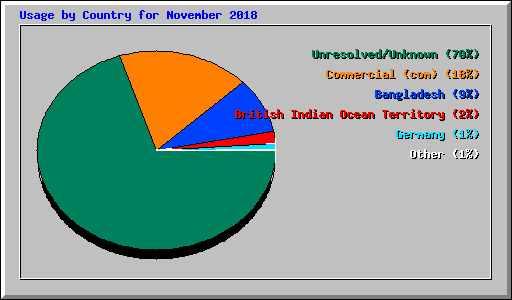 Usage by Country for November 2018
Unresolved/Unknown (70%)
Commercial (com) (18%)
Bangladesh (9%)
British Indian Ocean Territory (2%)
Germany (1%)
Other (1%)